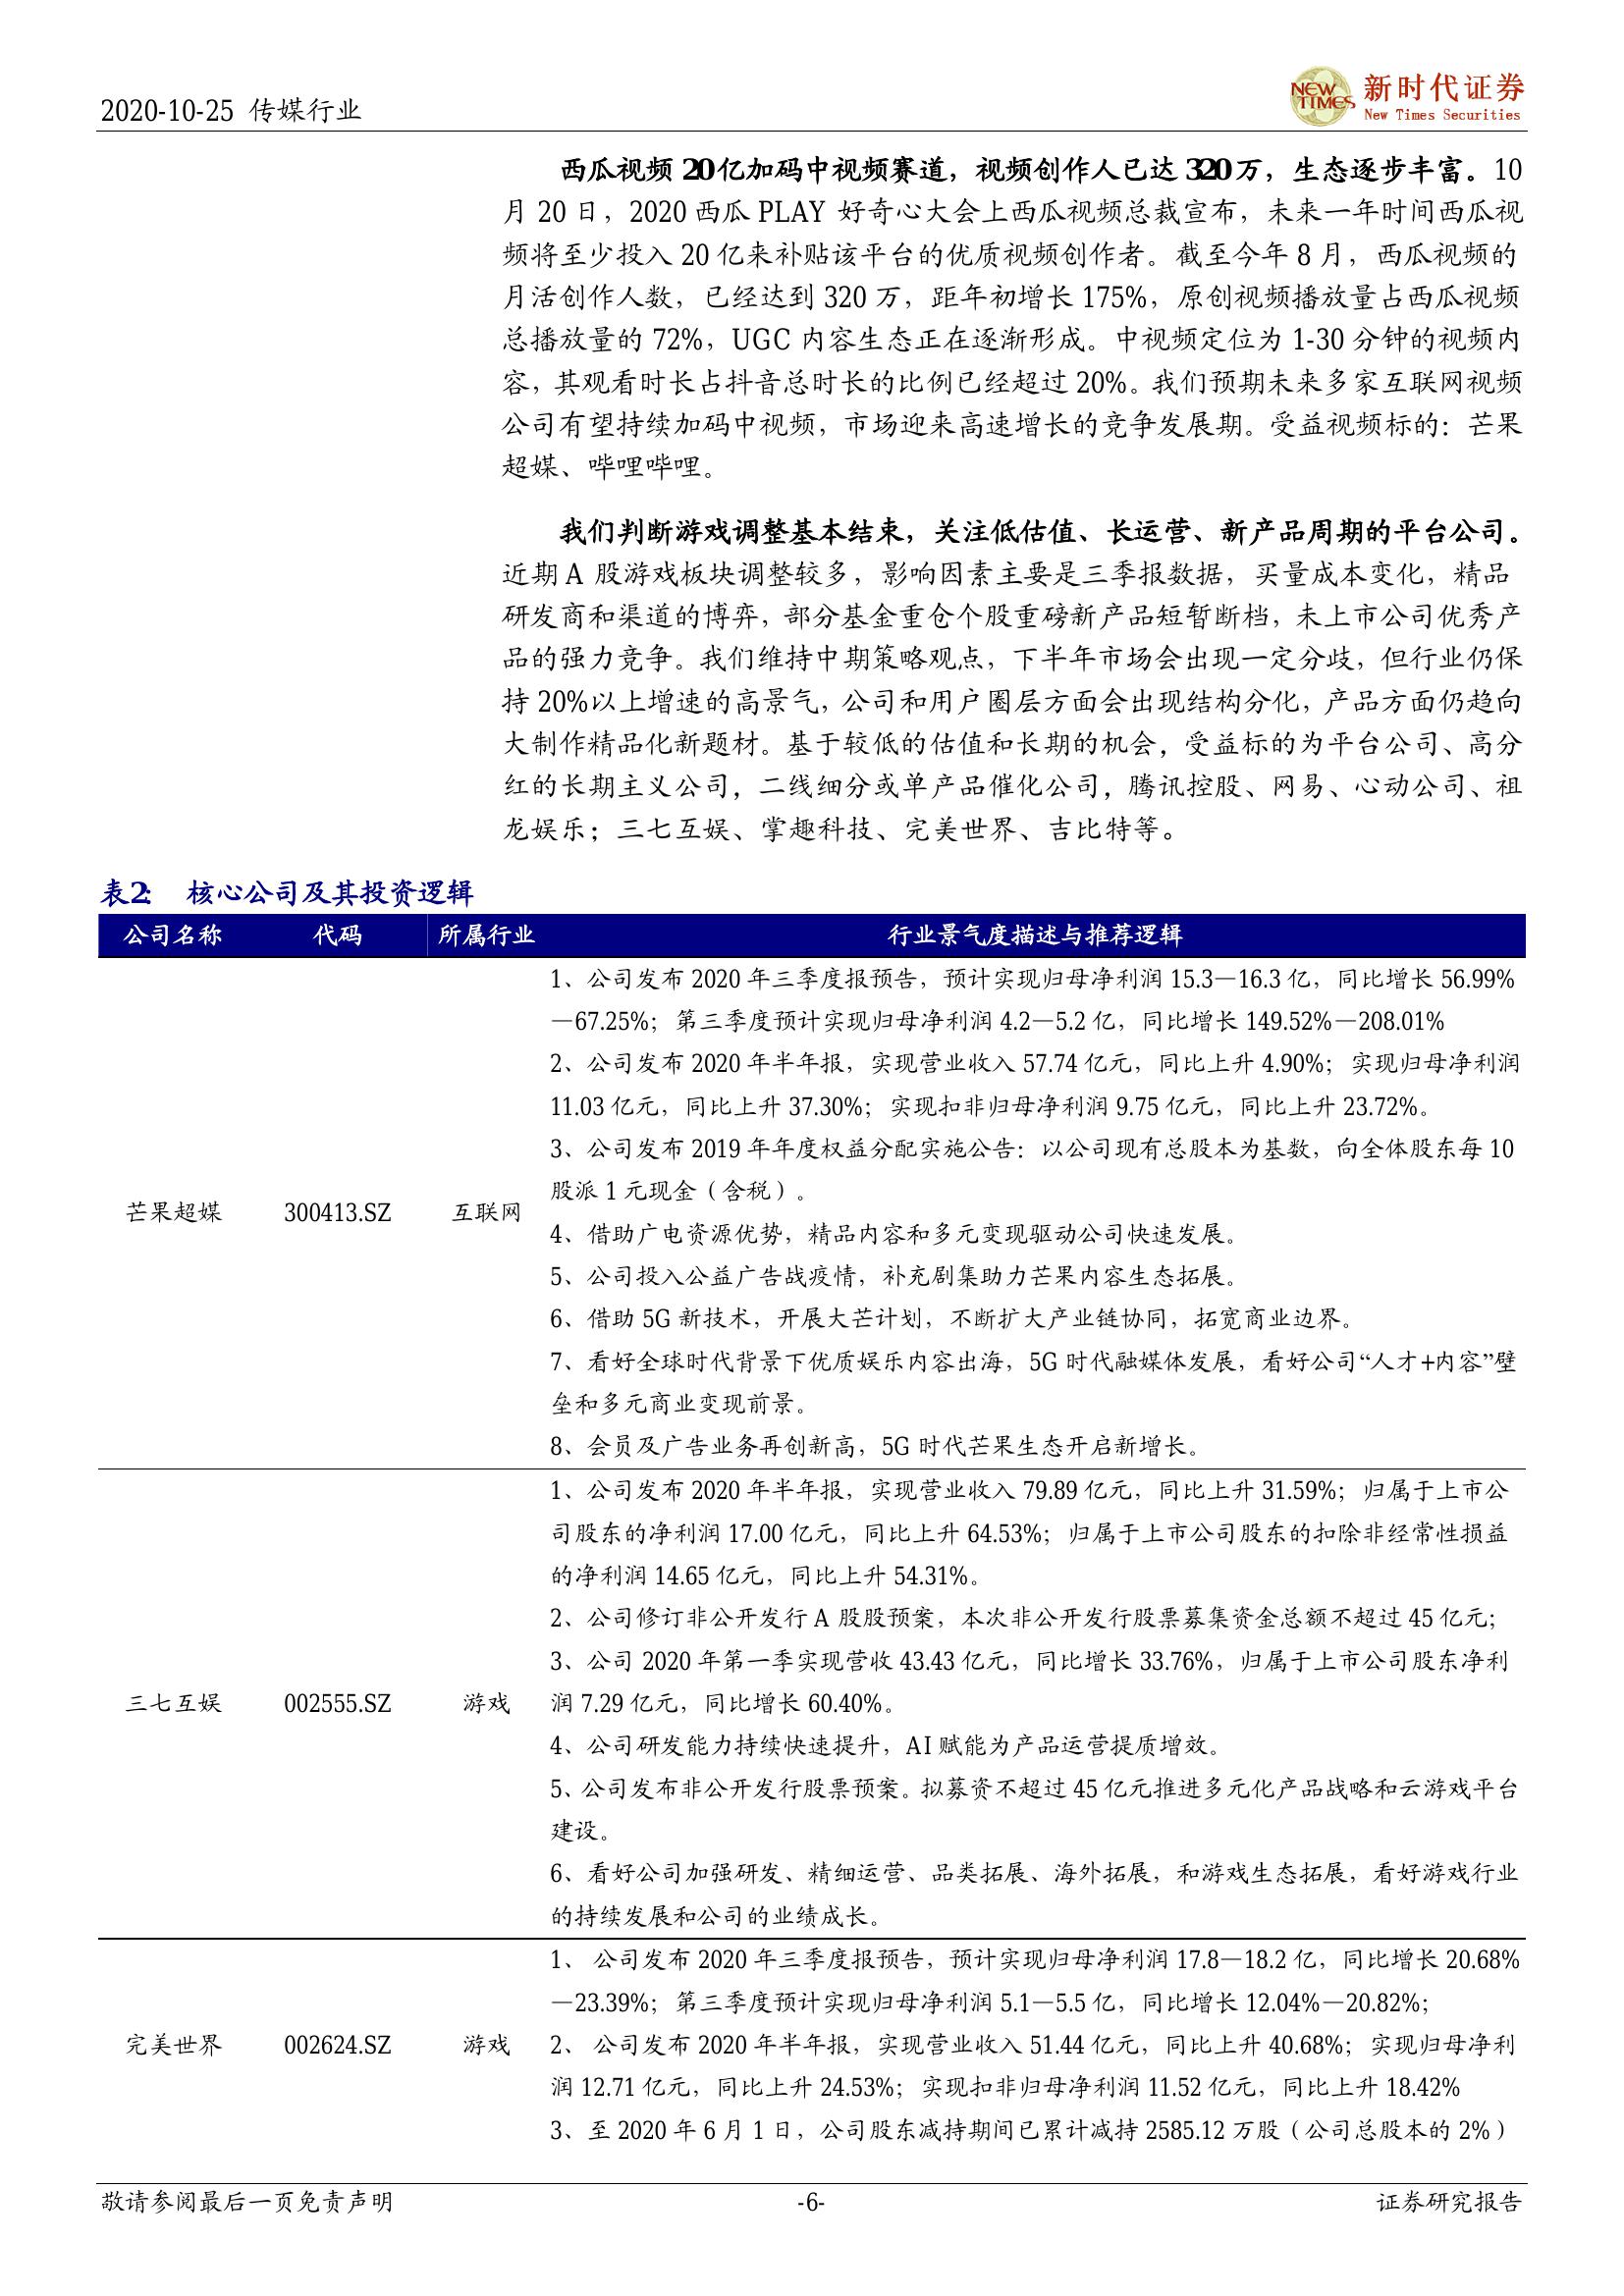 2020-10-25 传媒行业
NEW TIMES 新时代证券
New Times Securities
西瓜视频 20 亿加码中视频赛道，视频创作人已达 320 万，生态逐步丰富。10
月 20 日，2020 西瓜 PLAY 好奇心大会上西瓜视频总裁宣布，未来一年时间西瓜视
频将至少投入 20 亿来补贴该平台的优质视频创作者。截至今年 8 月，西瓜视频的
月活创作人数，已经达到 320 万，距年初增长 175%，原创视频播放量占西瓜视频
总播放量的 72%，UGC 内容生态正在逐渐形成。中视频定位为 1-30 分钟的视频内
容，其观看时长占抖音总时长的比例已经超过 20%。我们预期未来多家互联网视频
公司有望持续加码中视频，市场迎来高速增长的竞争发展期。受益视频标的：芒果
超媒、哔哩哔哩。
我们判断游戏调整基本结束，关注低估值、长运营、新产品周期的平台公司。
近期 A 股游戏板块调整较多，影响因素主要是三季报数据，买量成本变化，精品
研发商和渠道的博弈，部分基金重仓个股重磅新产品短暂断档，未上市公司优秀产
品的强力竞争。我们维持中期策略观点，下半年市场会出现一定分歧，但行业仍保
持 20%以上增速的高景气，公司和用户圈层方面会出现结构分化，产品方面仍趋向
大制作精品化新题材。基于较低的估值和长期的机会，受益标的为平台公司、高分
红的长期主义公司，二线细分或单产品催化公司，腾讯控股、网易、心动公司、祖
龙娱乐；三七互娱、掌趣科技、完美世界、吉比特等。
表2： 核心公司及其投资逻辑
公司名称 代码 所属行业 行业景气度描述与推荐逻辑
1、公司发布 2020 年三季度报预告，预计实现归母净利润 15.3—16.3 亿，同比增长 56.99%
—67.25%；第三季度预计实现归母净利润 4.2—5.2 亿，同比增长 149.52%—208.01%
2、公司发布 2020 年半年报，实现营业收入 57.74 亿元，同比上升 4.90%；实现归母净利润
11.03 亿元，同比上升 37.30%；实现扣非归母净利润 9.75 亿元，同比上升 23.72%。
3、公司发布 2019 年年度权益分配实施公告：以公司现有总股本为基数，向全体股东每 10
股派 1 元现金（含税）。
芒果超媒 300413.SZ 互联网
4、借助广电资源优势，精品内容和多元变现驱动公司快速发展。
5、公司投入公益广告战疫情，补充剧集助力芒果内容生态拓展。
6、借助 5G 新技术，开展大芒计划，不断扩大产业链协同，拓宽商业边界。
7、看好全球时代背景下优质娱乐内容出海，5G 时代融媒体发展，看好公司“人才+内容”壁
垒和多元商业变现前景。
8、会员及广告业务再创新高，5G 时代芒果生态开启新增长。
1、公司发布 2020 年半年报，实现营业收入 79.89 亿元，同比上升 31.59%；归属于上市公
司股东的净利润 17.00 亿元，同比上升 64.53%；归属于上市公司股东的扣除非经常性损益
的净利润 14.65 亿元，同比上升 54.31%。
2、公司修订非公开发行 A 股股预案，本次非公开发行股票募集资金总额不超过 45 亿元；
3、公司 2020 年第一季实现营收 43.43 亿元，同比增长 33.76%，归属于上市公司股东净利
三七互娱 002555.SZ 游戏 润 7.29 亿元，同比增长 60.40%。
4、公司研发能力持续快速提升，AI 赋能为产品运营提质增效。
5、公司发布非公开发行股票预案。拟募资不超过 45 亿元推进多元化产品战略和云游戏平台
建设。
6、看好公司加强研发、精细运营、品类拓展、海外拓展，和游戏生态拓展，看好游戏行业
的持续发展和公司的业绩成长。
1、 公司发布 2020 年三季度报预告，预计实现归母净利润 17.8—18.2 亿，同比增长 20.68%
—23.39%；第三季度预计实现归母净利润 5.1—5.5 亿，同比增长 12.04%—20.82%；
完美世界 002624.SZ 游戏 2、 公司发布 2020 年半年报，实现营业收入 51.44 亿元，同比上升 40.68%；实现归母净利
润 12.71 亿元，同比上升 24.53%；实现扣非归母净利润 11.52 亿元，同比上升 18.42%
3、至 2020 年 6 月 1 日，公司股东减持期间已累计减持 2585.12 万股（公司总股本的 2%）
敬请参阅最后一页免责声明 -6- 证券研究报告